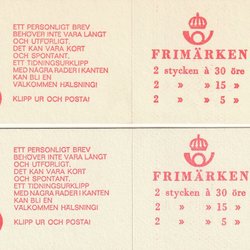 ETT PERSONLIGT BREV
BEHÖVER INTE VARA LÅNGT
OCH UTFÖRLIGT.
DET KAN VARA KORT
OCH SPONTANT.
ETT TIDNINGSURKLIPP
MED NÅGRA RADER I KANTEN
KAN BLI EN
VÄLKOMMEN HÄLSNING!
KLIPP UR OCH POSTA!
FRIMÄRKEN
2 stycken à 30 öre
2 » » 15 »
2 » » 5 »
ETT PERSONLIGT BREV
BEHÖVER INTE VARA LÅNGT
OCH UTFÖRLIGT.
DET KAN VARA KORT
OCH SPONTANT.
ETT TIDNINGSURKLIPP
MED NÅGRA RADER I KANTEN
KAN BLI EN
VÄLKOMMEN HÄLSNING!
KLIPP UR OCH POSTA!
FRIMÄRKEN
2 stycken à 30 öre
2 » » 15 »
2 » » 5 »